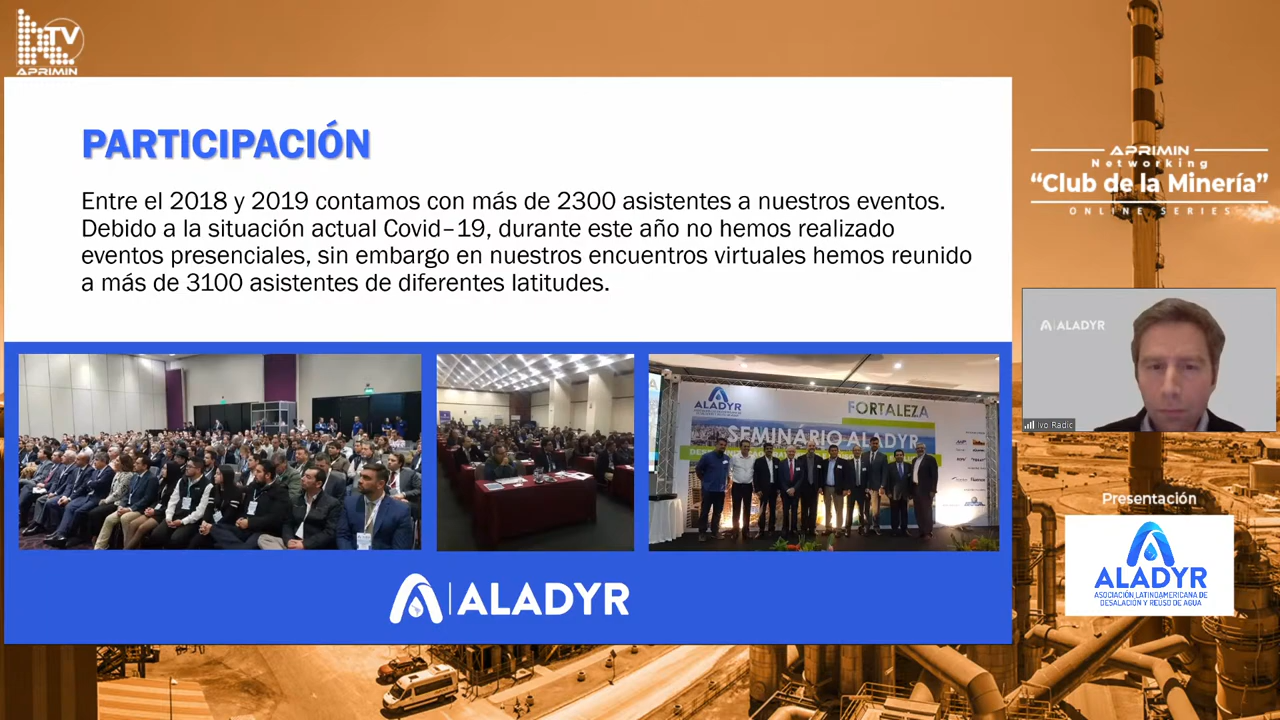 TV
APRIMIN
PARTICIPACIÓN
Entre el 2018 y 2019 contamos con más de 2300 asistentes a nuestros eventos.
Debido a la situación actual Covid–19, durante este año no hemos realizado
eventos presenciales, sin embargo en nuestros encuentros virtuales hemos reunido
a más de 3100 asistentes de diferentes latitudes.
ALADYR
FORTALEZA
SEMINÁRIO ALADYR
ALADYR
APRIMIN
Networking
“Club de la Minería”
ONLINE SERIES
ALADYR
Ivo Radic
Presentación
ALADYR
ASOCIACIÓN LATINOAMERICANA DE
DESALACIÓN Y REUSO DE AGUA